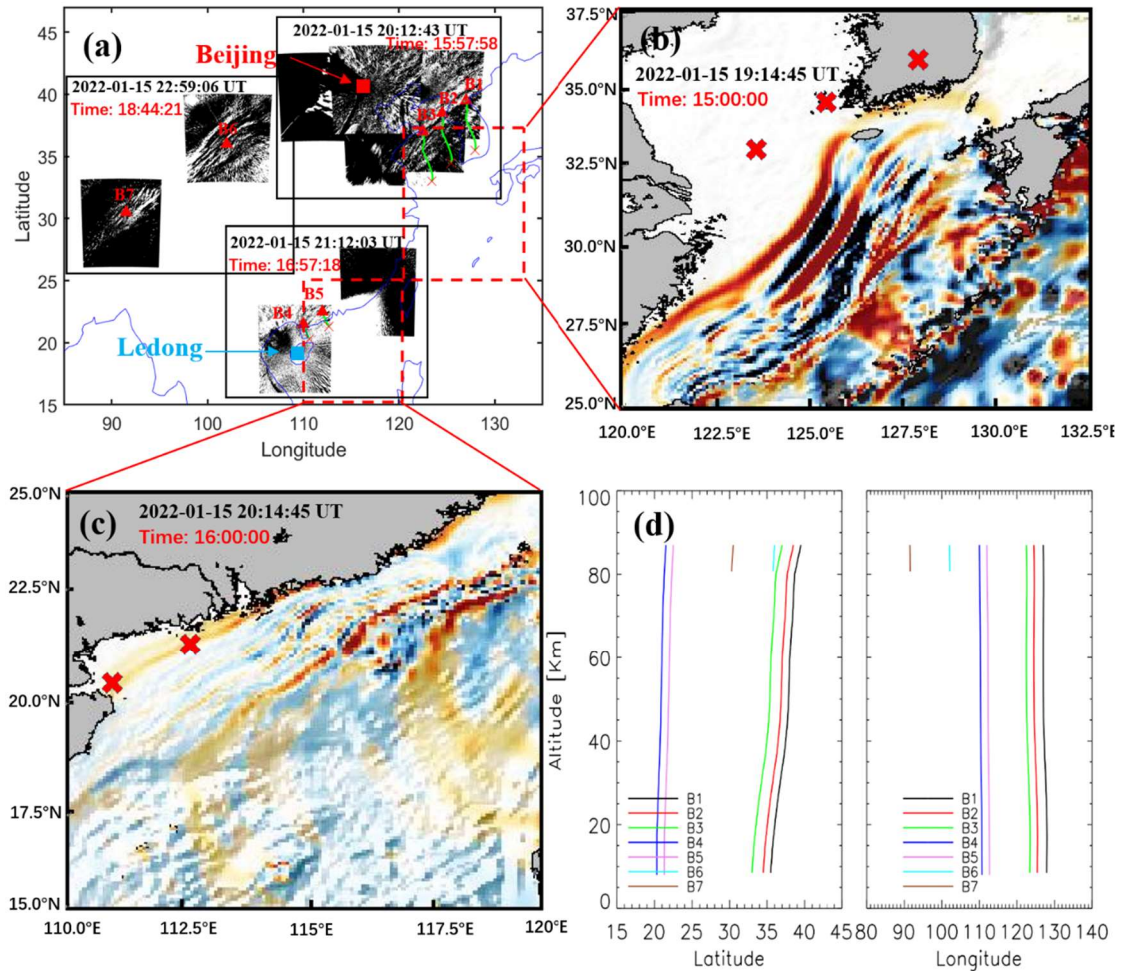 (a)
2022-01-15 20:12:43 UT
Time: 15:57:58
Beijing
2022-01-15 22:59:06 UT
Time: 18:44:21
B1
B2
B3
B6
B7
2022-01-15 21:12:03 UT
Time: 16:57:18
B5
B4
Ledong
45
40
35
30
25
20
15
Latitude
90
100
110
120
130
Longitude
(b)
2022-01-15 19:14:45 UT
Time: 15:00:00
37.5°N
35.0°N
32.5°N
30.0°N
27.5°N
25.0°N
120.0°E
122.5°E
125.0°E
127.5°E
130.0°E
132.5°E
(c)
2022-01-15 20:14:45 UT
Time: 16:00:00
25.0°N
22.5°N
20.0°N
17.5°N
15.0°N
110.0°E
112.5°E
115.0°E
117.5°E
120°E
(d)
100
80
60
40
20
0
Altitude [Km]
B1
B2
B3
B4
B5
B6
B7
15 20 25 30 35 40 45
Latitude
B1
B2
B3
B4
B5
B6
B7
80 90 100 110 120 130 140
Longitude